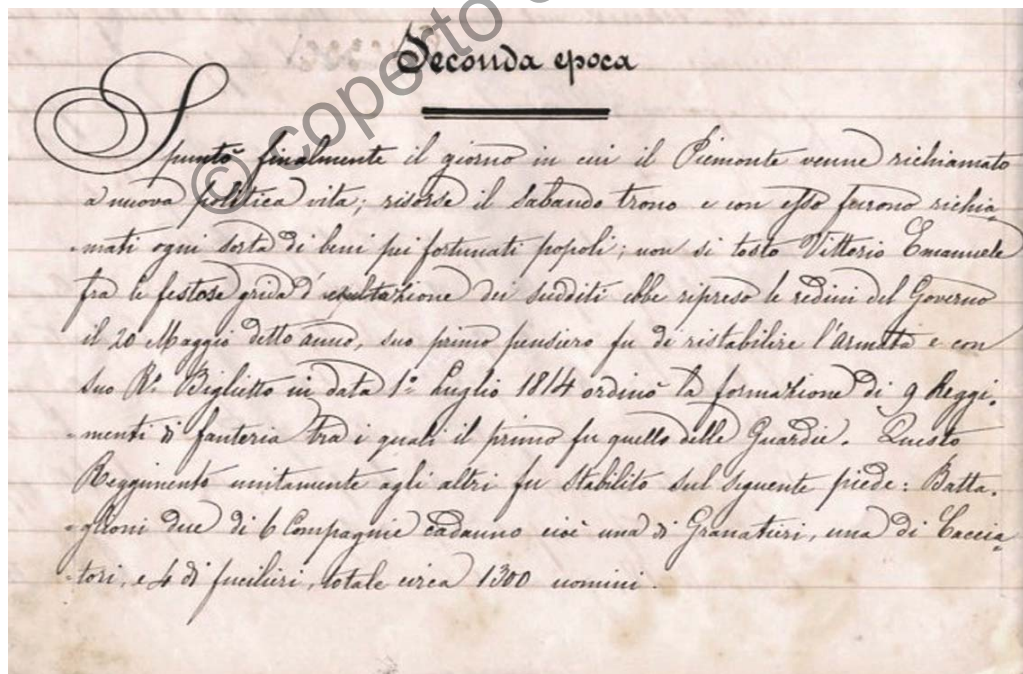 © coperto
Seconda epoca
Spuntò finalmente il giorno in cui il Piemonte venne richiamato
a nuova politica vita; risorse il sabaudo trono e con esso furono richia-
-mati ogni sorta di beni pei fortunati popoli; non si tosto Vittorio Emanuele
fra le festose grida d'esultazione dei sudditi ebbe ripreso le redini del Governo
il 20 Maggio detto anno, suo primo pensiero fu di ristabilire l'armata e con
suo R.º Biglietto in data 1º Luglio 1814 ordinò la formazione di 9 Reggi-
-menti di fanteria tra i quali il primo fu quello delle Guardie. Questo
Reggimento unitamente agli altri fu stabilito sul seguente piede: Batta-
-glioni due di 6 Compagnie cadauno cioè una di Granatieri, una di Caccia-
-tori, e 4 di fucilieri, totale circa 1300 uomini.